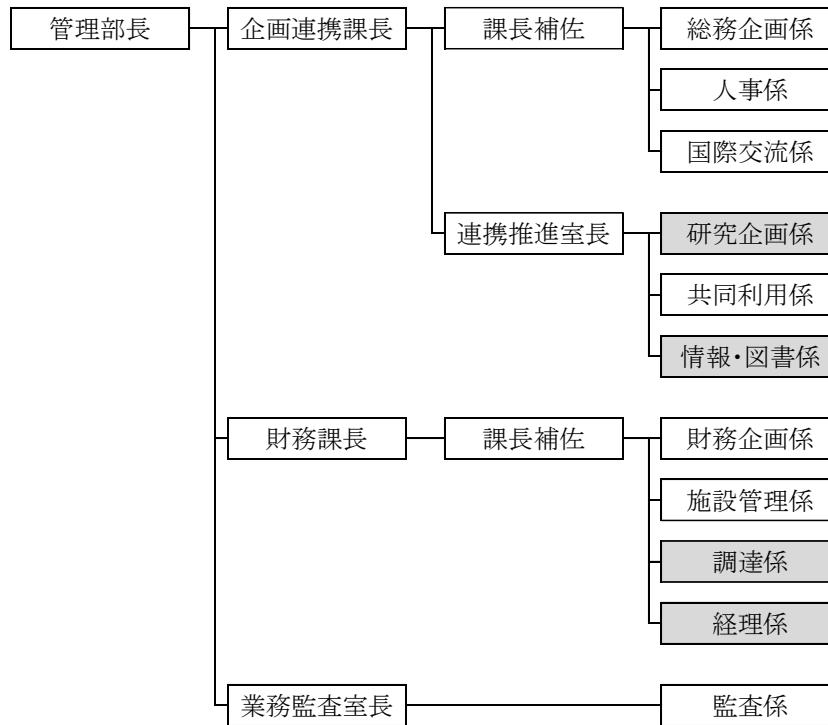 管理部長
企画連携課長
課長補佐
総務企画係
人事係
国際交流係
連携推進室長
研究企画係
共同利用係
情報・図書係
財務課長
課長補佐
財務企画係
施設管理係
調達係
経理係
業務監査室長
監査係